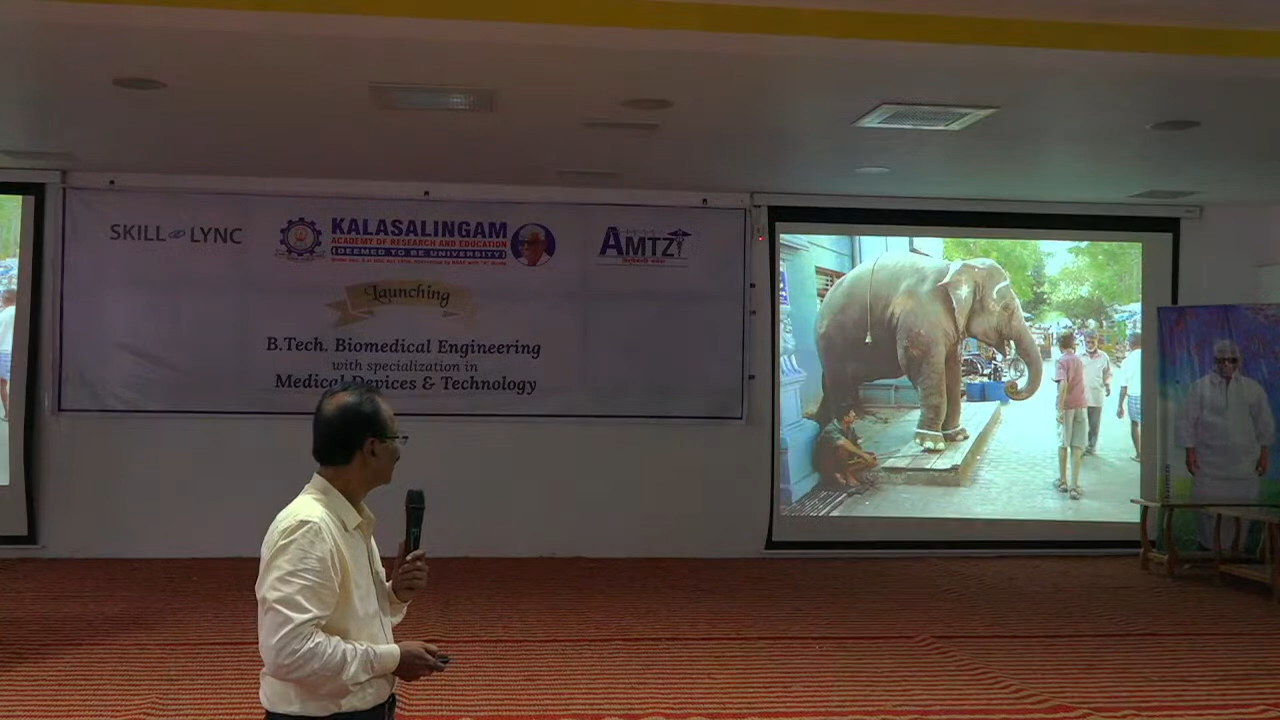 SKILL LYNC
KALASALINGAM
ACADEMY OF RESEARCH AND EDUCATION
(DEEMED TO BE UNIVERSITY)
AMTZ
Launching
B.Tech. Biomedical Engineering
with specialization in
Medical Devices & Technology